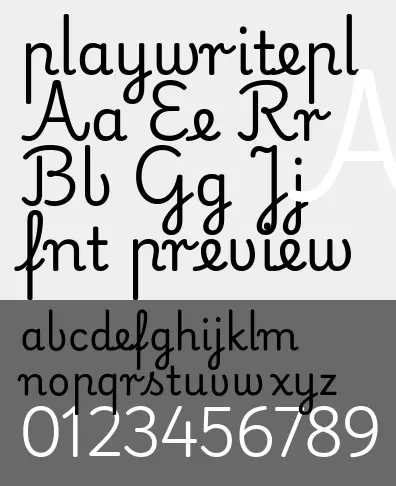 playwritepl
Aa Ee Rr
A
Bb Gg Jj
fnt preview
abcdefghijklm
nopqrstuvwxyz
0123456789